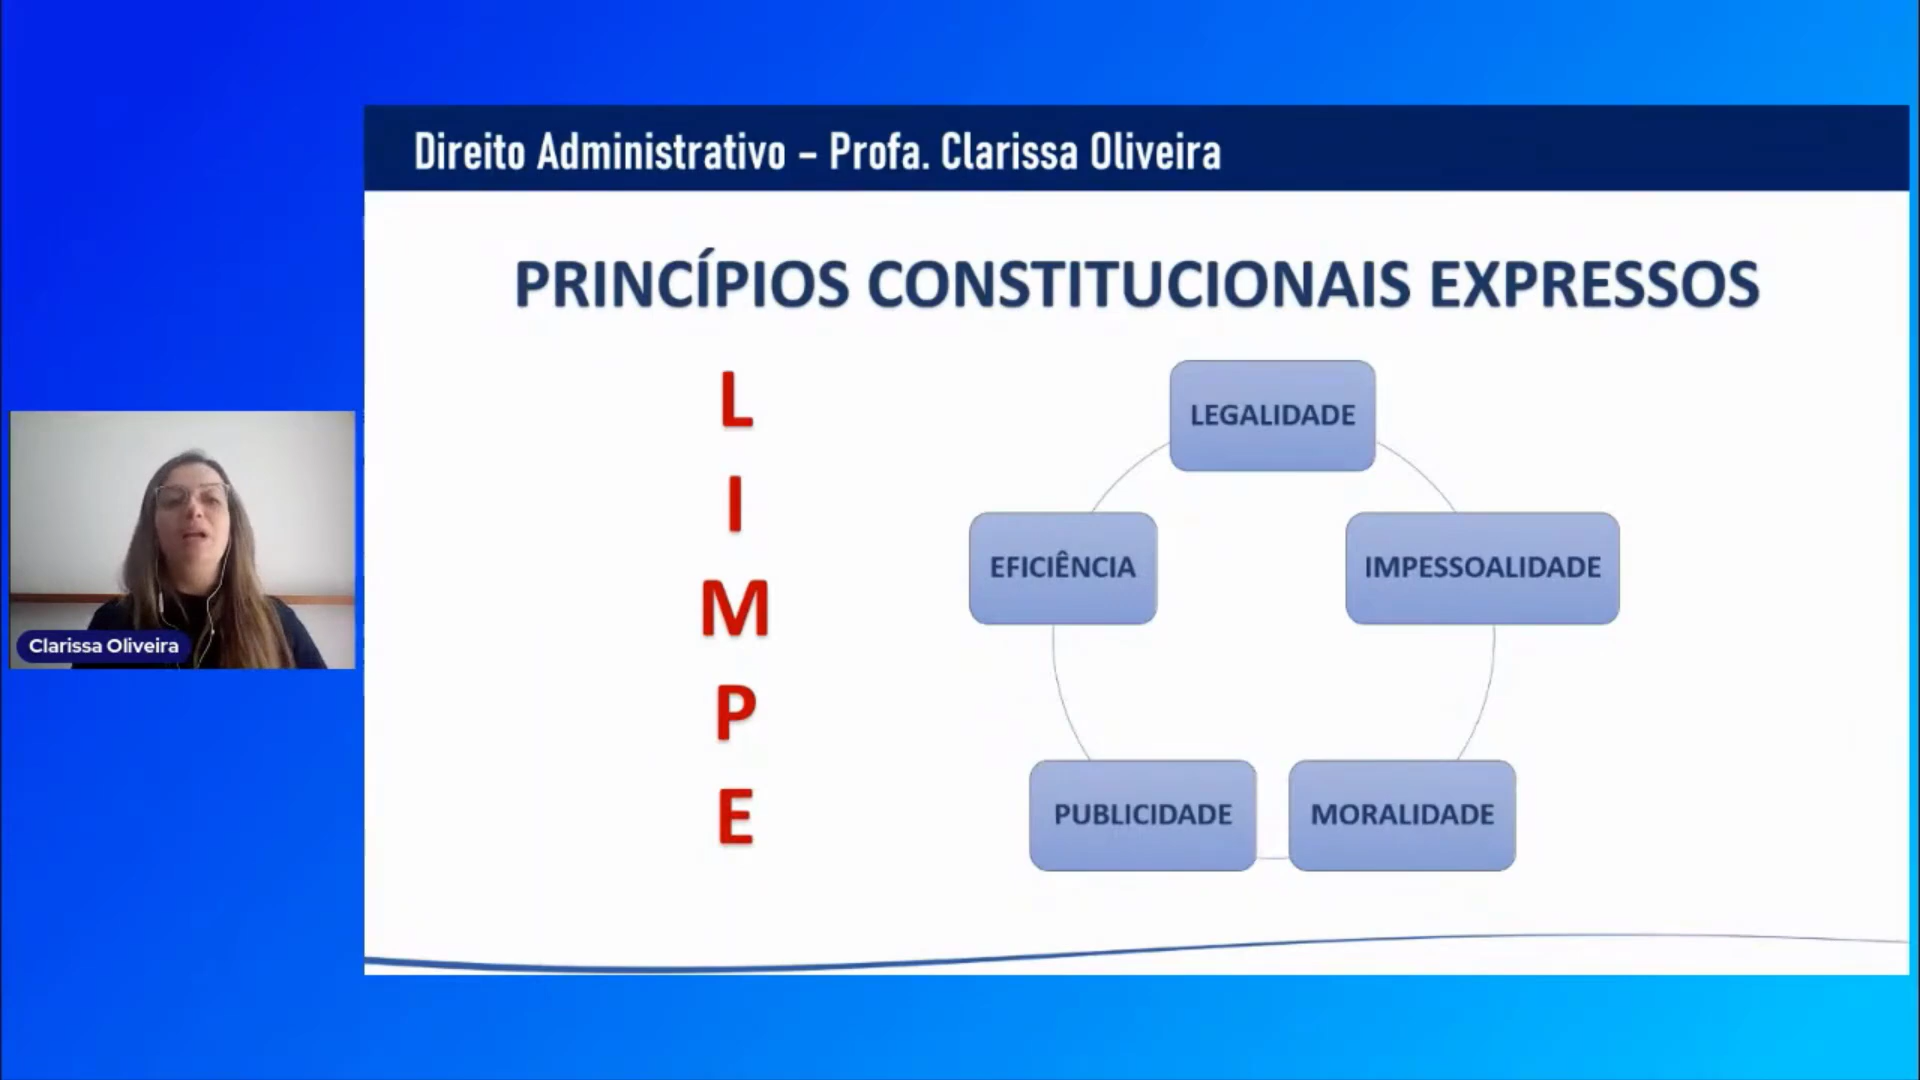 Direito Administrativo – Profa. Clarissa Oliveira
PRINCÍPIOS CONSTITUCIONAIS EXPRESSOS
L
I
M
P
E
LEGALIDADE
EFICIÊNCIA
IMPESSOALIDADE
PUBLICIDADE
MORALIDADE
Clarissa Oliveira